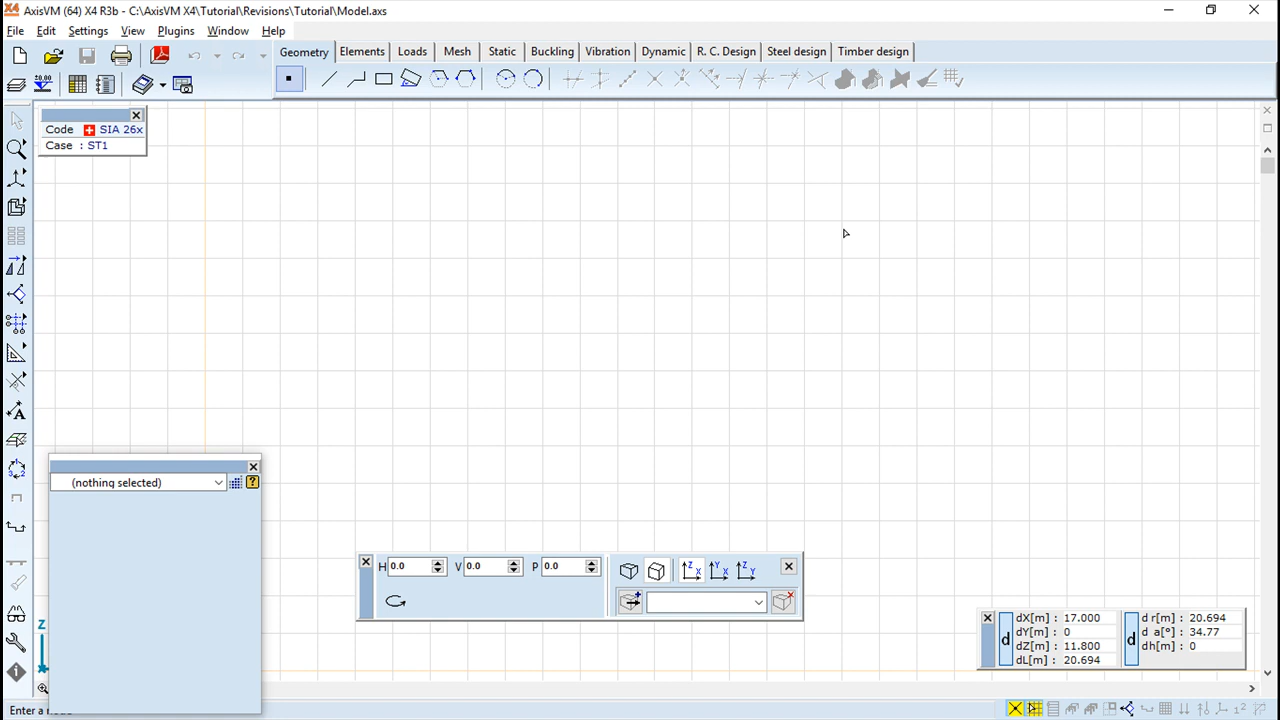 AxisVM (64) X4 R3b - C:\AxisVM X4\Tutorial\Revisions\Tutorial\Model.axs
File Edit Settings View Plugins Window Help
Geometry Elements Loads Mesh Static Buckling Vibration Dynamic R. C. Design Steel design Timber design
Code SIA 26x
Case : ST1
(nothing selected)
H 0.0 V 0.0 P 0.0
Z X Y X Z Y
dX[m] : 17.000 d r[m] : 20.694
dY[m] : 0 d a[º] : 34.77
dZ[m] : 11.800 d h[m] : 0
dL[m] : 20.694
d d
Z
Enter a